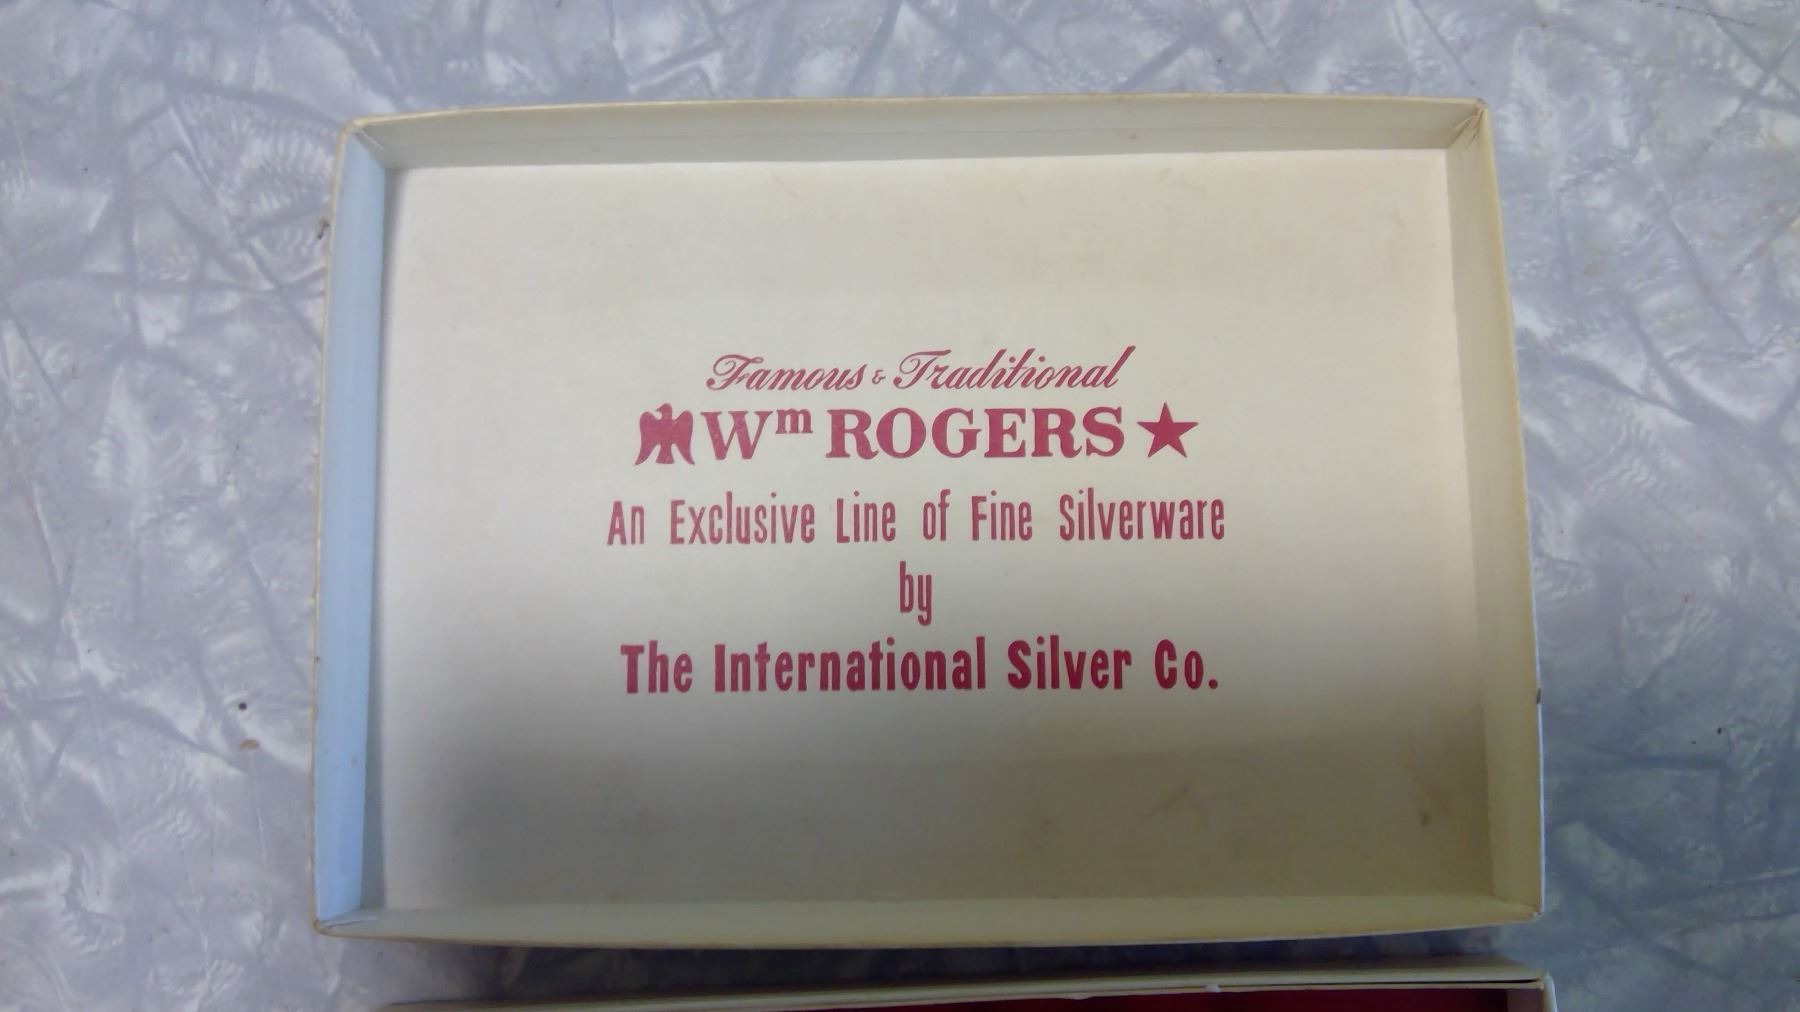 Famous & Traditional
Wm ROGERS ★
An Exclusive Line of Fine Silverware
by
The International Silver Co.